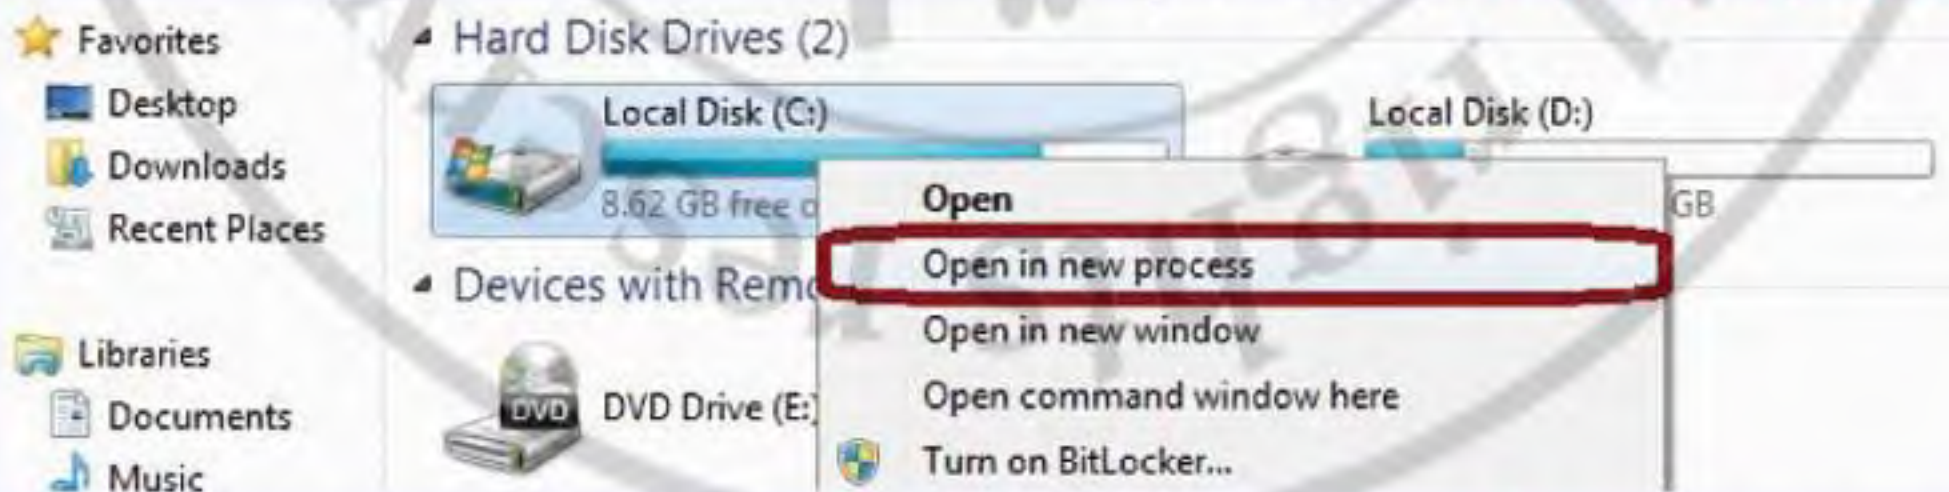 Favorites
Desktop
Downloads
Recent Places
Libraries
Documents
Music
Hard Disk Drives (2)
Local Disk (C:)
8.62 GB free
Local Disk (D:)
GB
Devices with
DVD
DVD Drive (E:)
Open
Open in new process
Open in new window
Open command window here
Turn on BitLocker...